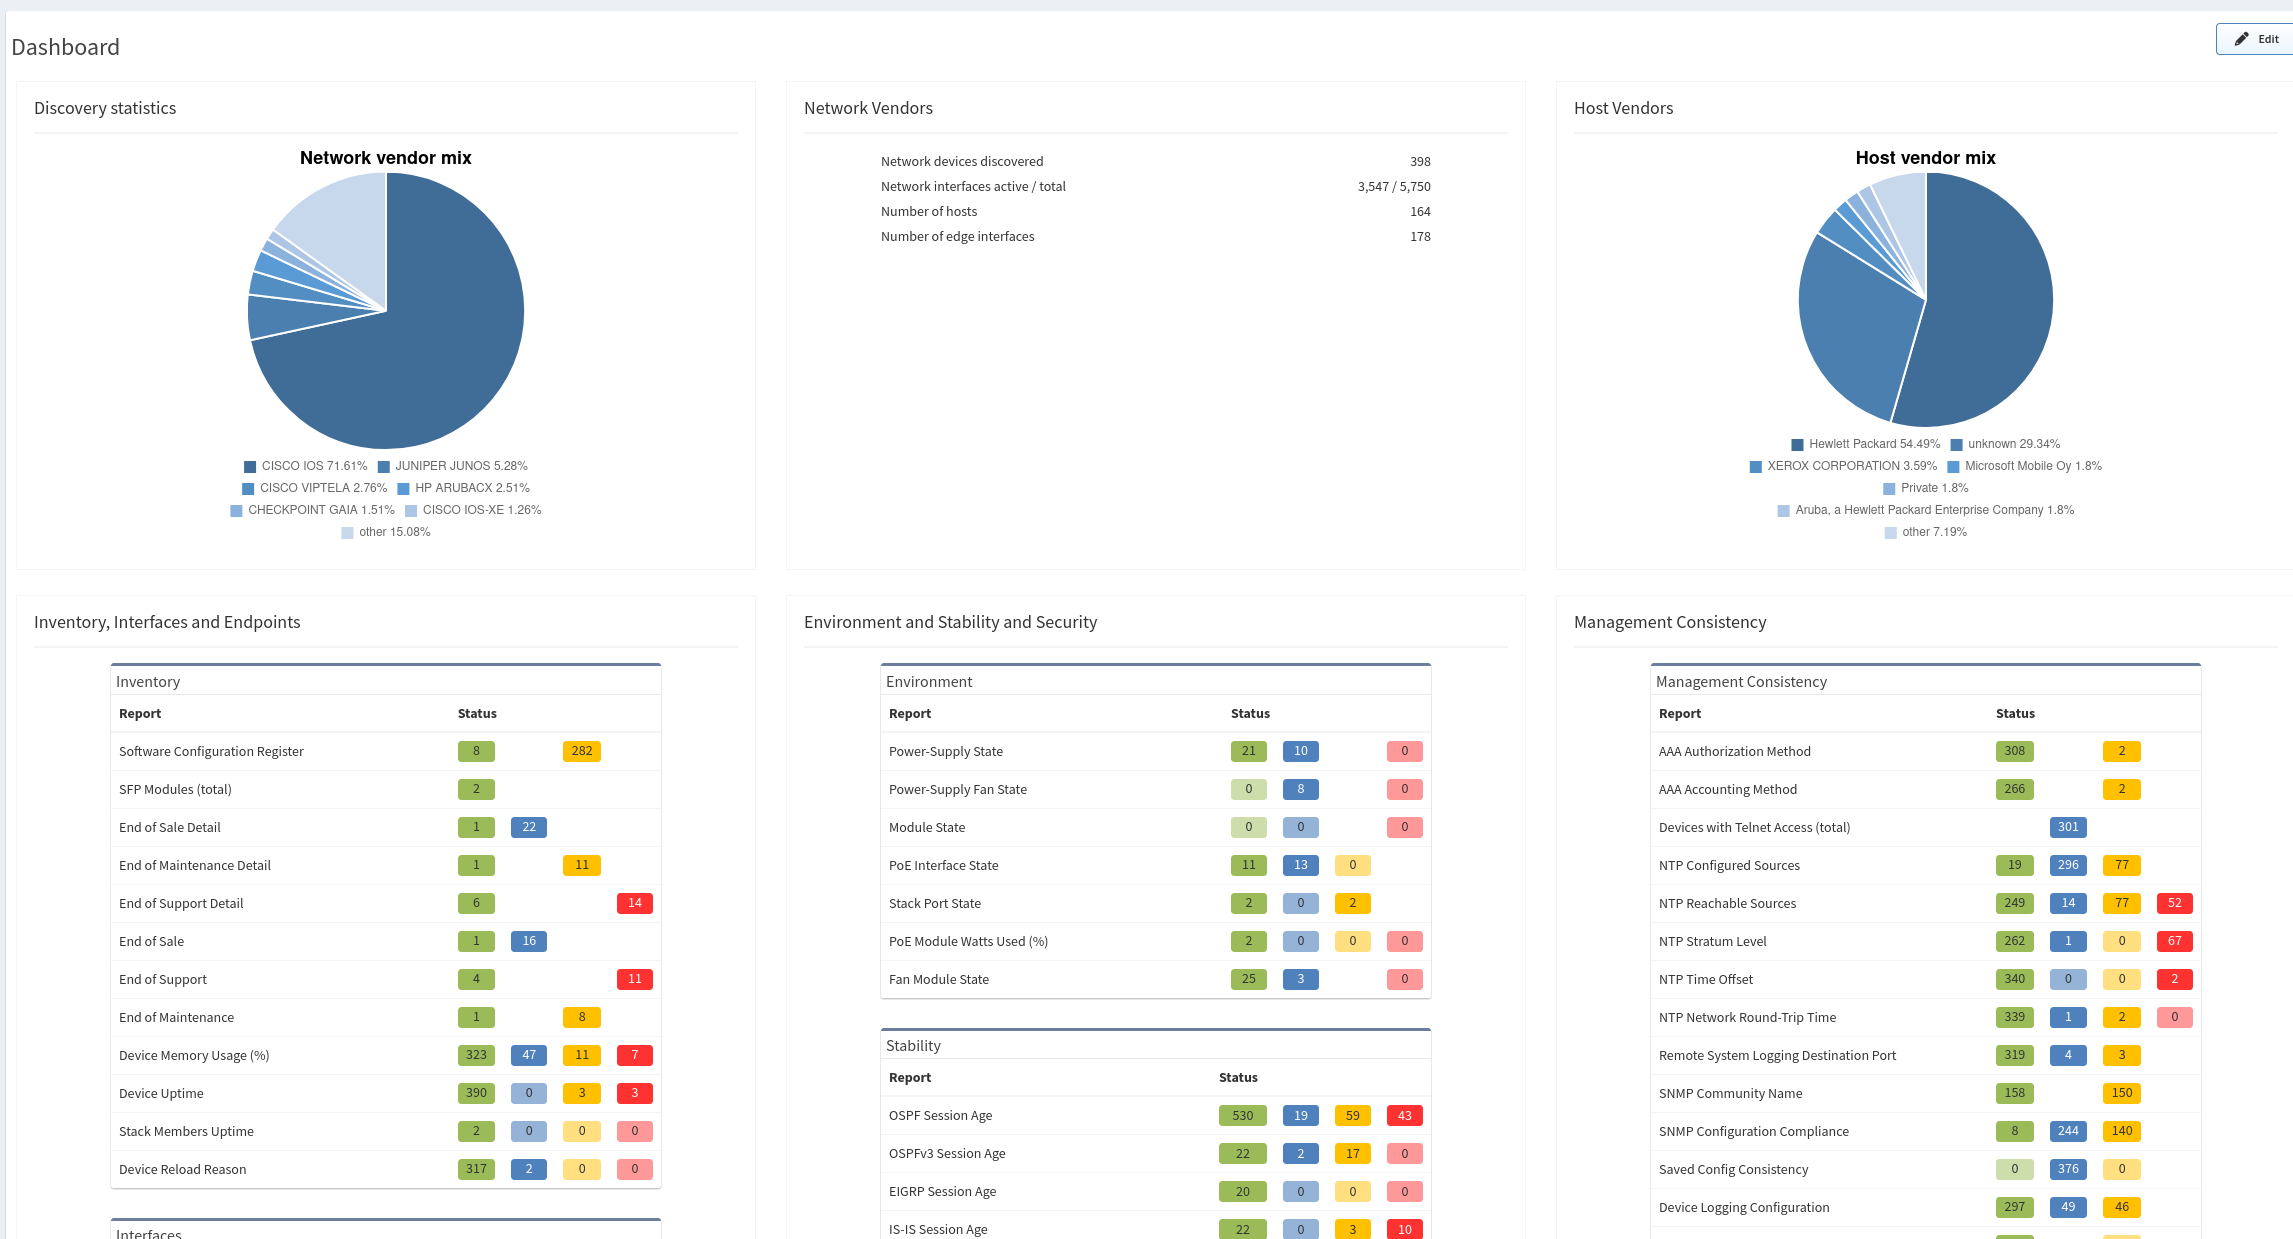 Dashboard
Edit
Discovery statistics
Network vendor mix
CISCO IOS 71.61% JUNIPER JUNOS 5.28%
CISCO VIPTELA 2.76% HP ARUBACX 2.51%
CHECKPOINT GAIA 1.51% CISCO IOS-XE 1.26%
other 15.08%
Network Vendors
Network devices discovered 398
Network interfaces active / total 3,547 / 5,750
Number of hosts 164
Number of edge interfaces 178
Host Vendors
Host vendor mix
Hewlett Packard 54.49% unknown 29.34%
XEROX CORPORATION 3.59% Microsoft Mobile Oy 1.8%
Private 1.8%
Aruba, a Hewlett Packard Enterprise Company 1.8%
other 7.19%
Inventory, Interfaces and Endpoints
Inventory
Report Status
Software Configuration Register 8 282
SFP Modules (total) 2
End of Sale Detail 1 22
End of Maintenance Detail 1 11
End of Support Detail 6 14
End of Sale 1 16
End of Support 4 11
End of Maintenance 1 8
Device Memory Usage (%) 323 47 11 7
Device Uptime 390 0 3 3
Stack Members Uptime 2 0 0 0
Device Reload Reason 317 2 0 0
Interfaces
Environment and Stability and Security
Environment
Report Status
Power-Supply State 21 10 0
Power-Supply Fan State 0 8 0
Module State 0 0 0
PoE Interface State 11 13 0
Stack Port State 2 0 2
PoE Module Watts Used (%) 2 0 0 0
Fan Module State 25 3 0
Stability
Report Status
OSPF Session Age 530 19 59 43
OSPFv3 Session Age 22 2 17 0
EIGRP Session Age 20 0 0 0
IS-IS Session Age 22 0 3 10
Management Consistency
Management Consistency
Report Status
AAA Authorization Method 308 2
AAA Accounting Method 266 2
Devices with Telnet Access (total) 301
NTP Configured Sources 19 296 77
NTP Reachable Sources 249 14 77 52
NTP Stratum Level 262 1 0 67
NTP Time Offset 340 0 0 2
NTP Network Round-Trip Time 339 1 2 0
Remote System Logging Destination Port 319 4 3
SNMP Community Name 158 150
SNMP Configuration Compliance 8 244 140
Saved Config Consistency 0 376 0
Device Logging Configuration 297 49 46